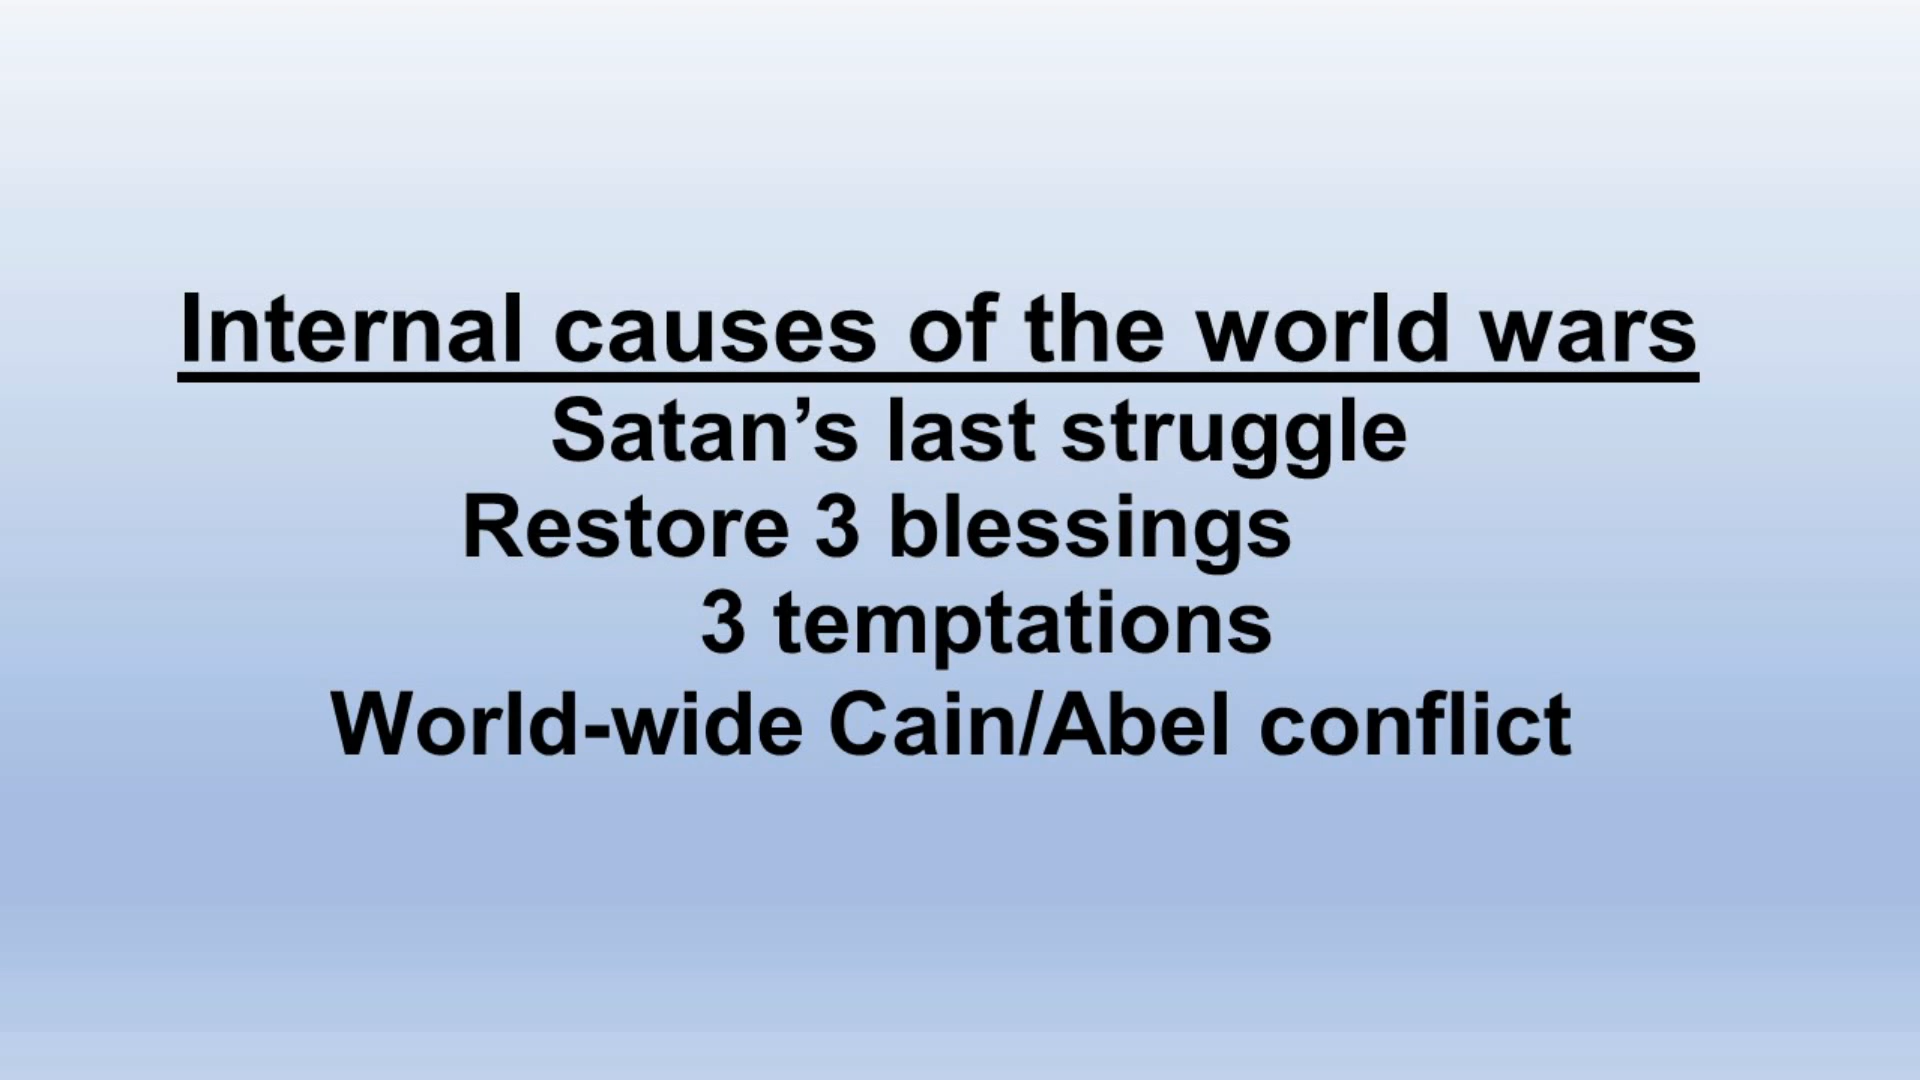 Internal causes of the world wars
Satan’s last struggle
Restore 3 blessings
3 temptations
World-wide Cain/Abel conflict